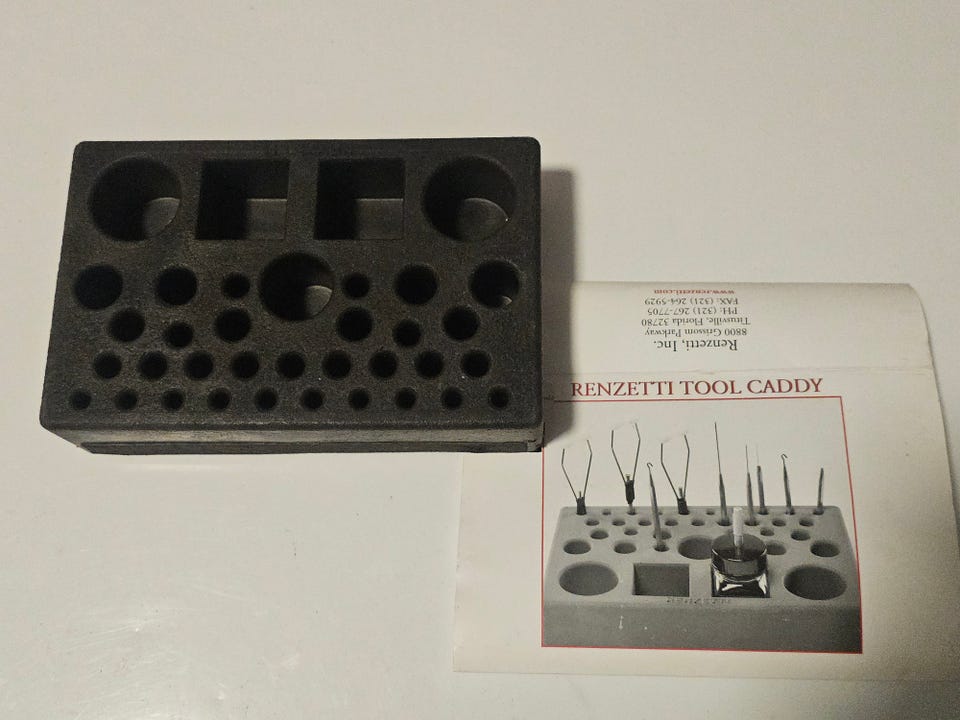 Renzetti, Inc.
8800 Grissom Parkway
Titusville, Florida 32780
PH: (321) 267-7705
FAX: (321) 264-5929
www.renzetti.com
RENZETTI TOOL CADDY